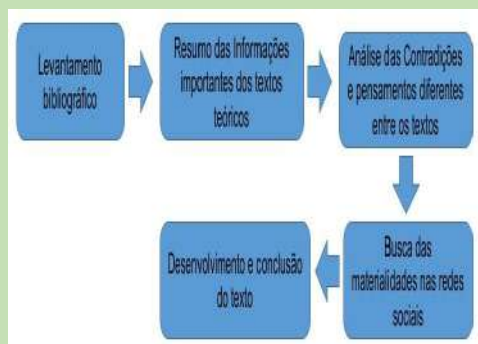 Levantamento
bibliográfico
Resumo das Informações
importantes dos textos
teóricos
Análise das Contradições
e pensamentos diferentes
entre os textos
Busca das
materialidades nas redes
sociais
Desenvolvimento e conclusão
do texto